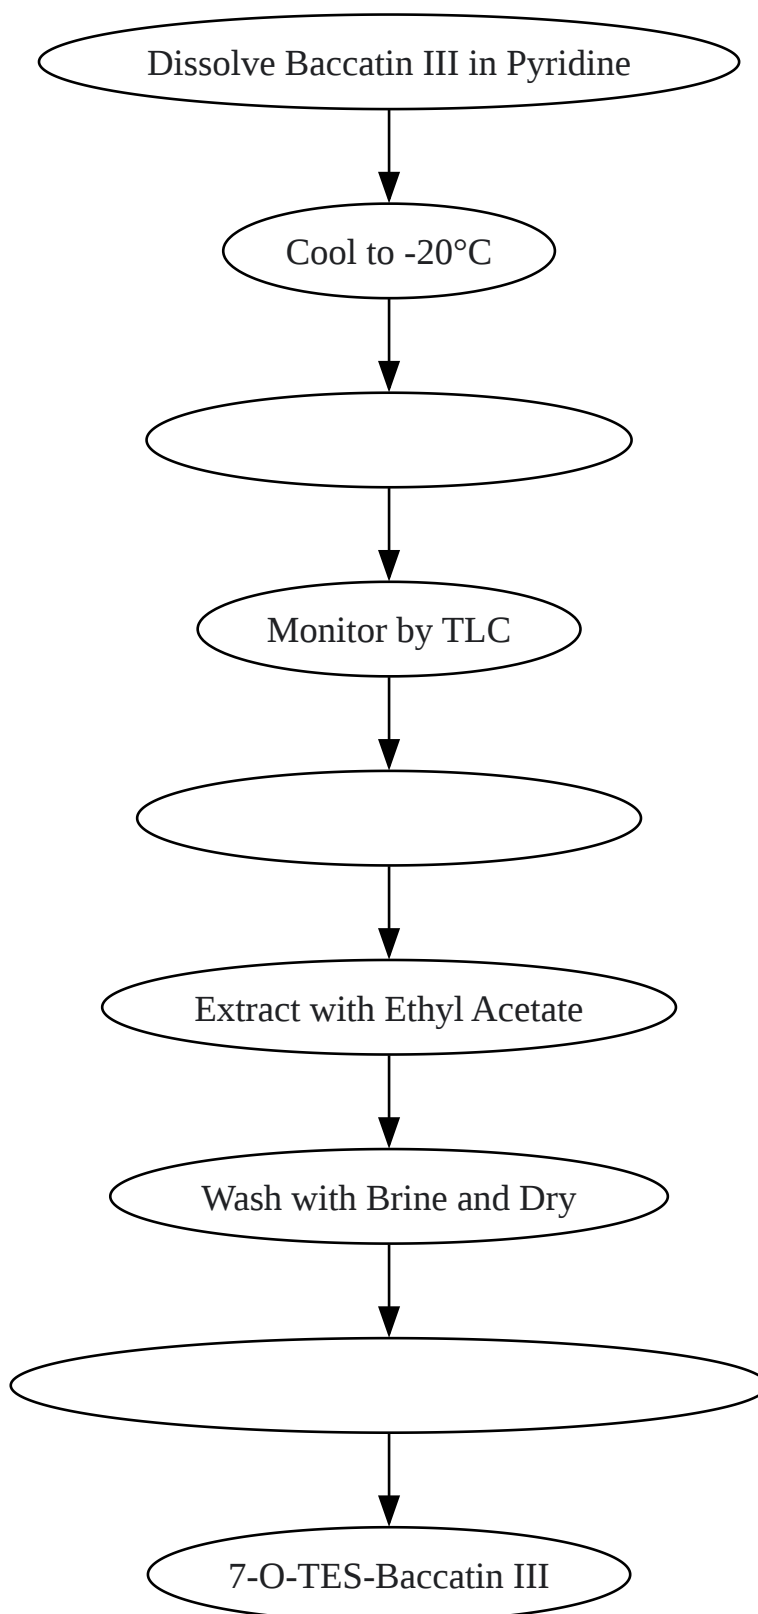 Dissolve Baccatin III in Pyridine
Cool to -20°C
Monitor by TLC
Extract with Ethyl Acetate
Wash with Brine and Dry
7-O-TES-Baccatin III